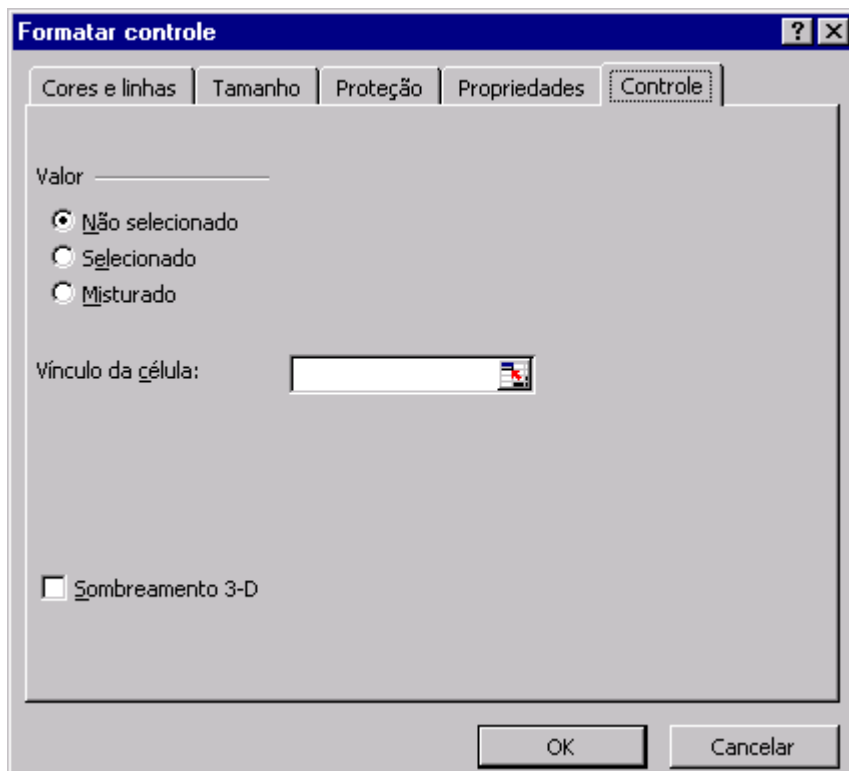 Formatar controle
Cores e linhas Tamanho Proteção Propriedades Controle
Valor
Não selecionado
Selecionado
Misturado
Vínculo da célula:
Sombreamento 3-D
OK Cancelar